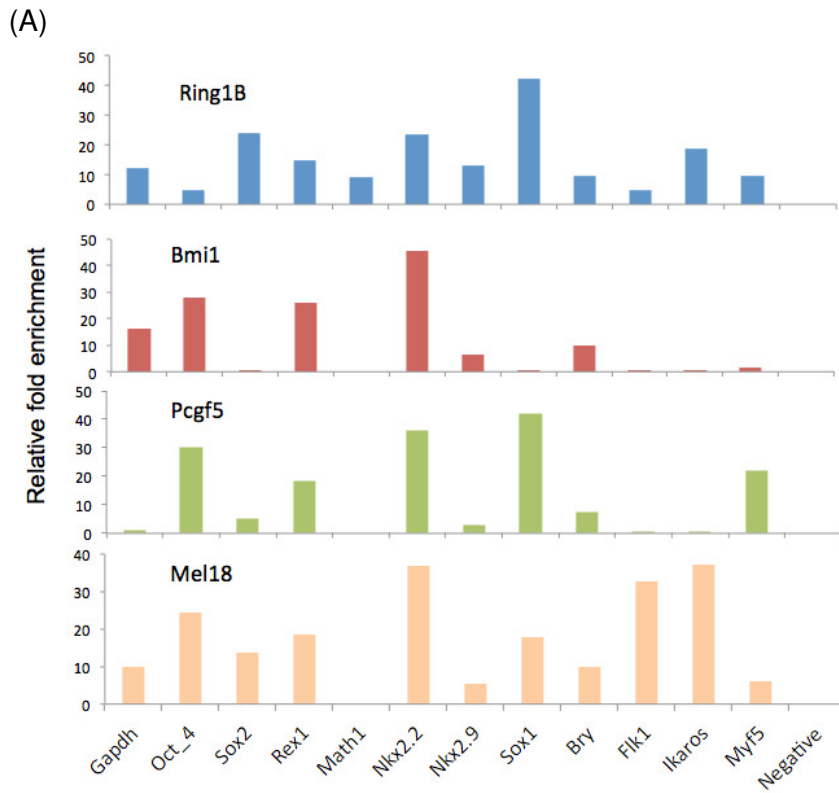 (A)
Relative fold enrichment
Ring1B
50
40
30
20
10
0
Bmi1
50
40
30
20
10
0
Pcgf5
50
40
30
20
10
0
Mel18
40
30
20
10
0
Gapdh
Oct_4
Sox2
Rex1
Math1
Nkx2.2
Nkx2.9
Sox1
Bry
Flk1
Ikaros
Myf5
Negative